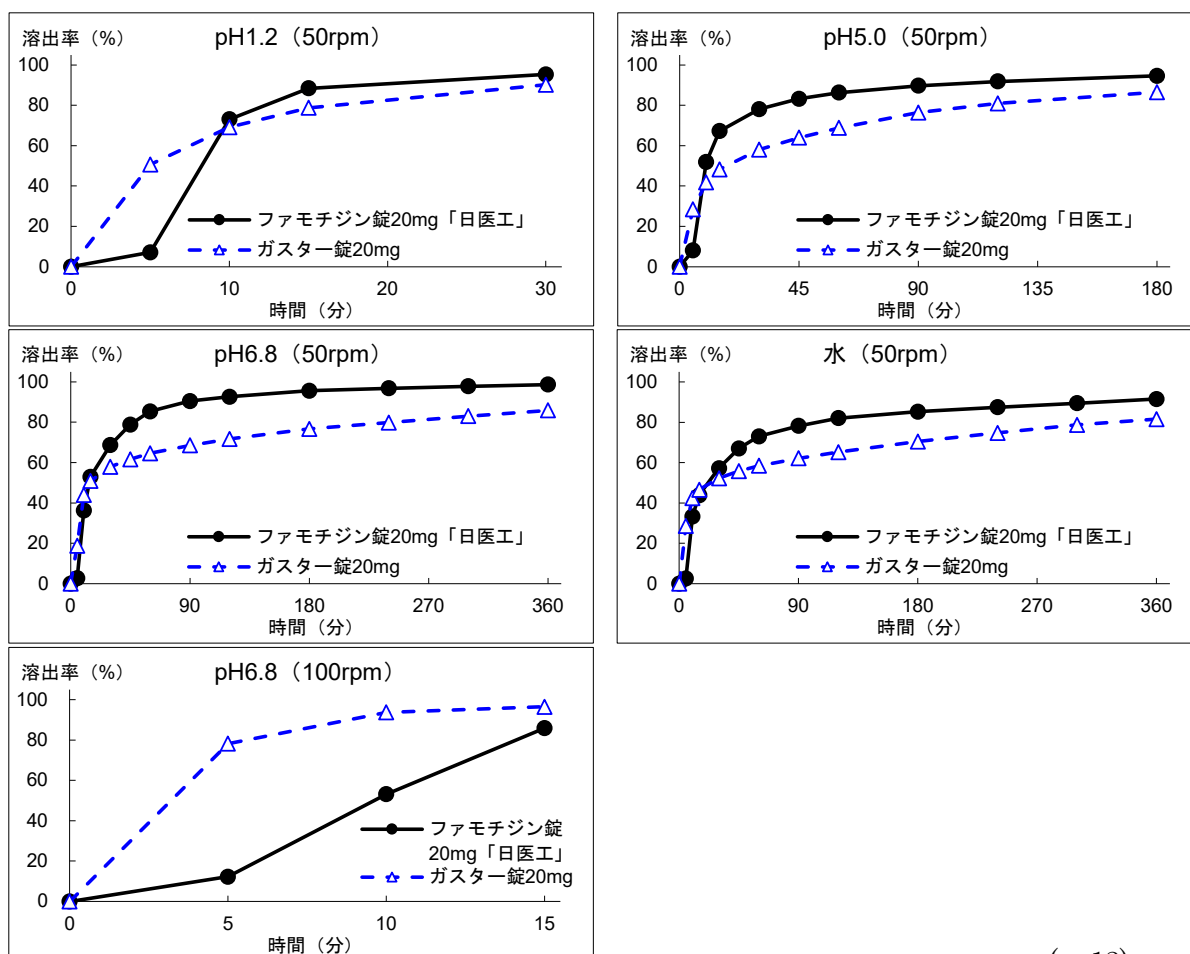 溶出率（%）
pH1.2（50rpm）
100
80
60
40
20
0
ファモチジン錠20mg「日医工」
ガスター錠20mg
0 10 20 30
時間（分）
溶出率（%）
pH5.0（50rpm）
100
80
60
40
20
0
ファモチジン錠20mg「日医工」
ガスター錠20mg
0 45 90 135 180
時間（分）
溶出率（%）
pH6.8（50rpm）
100
80
60
40
20
0
ファモチジン錠20mg「日医工」
ガスター錠20mg
0 90 180 270 360
時間（分）
溶出率（%）
水（50rpm）
100
80
60
40
20
0
ファモチジン錠20mg「日医工」
ガスター錠20mg
0 90 180 270 360
時間（分）
溶出率（%）
pH6.8（100rpm）
100
80
60
40
20
0
ファモチジン錠
20mg「日医工」
ガスター錠20mg
0 5 10 15
時間（分）